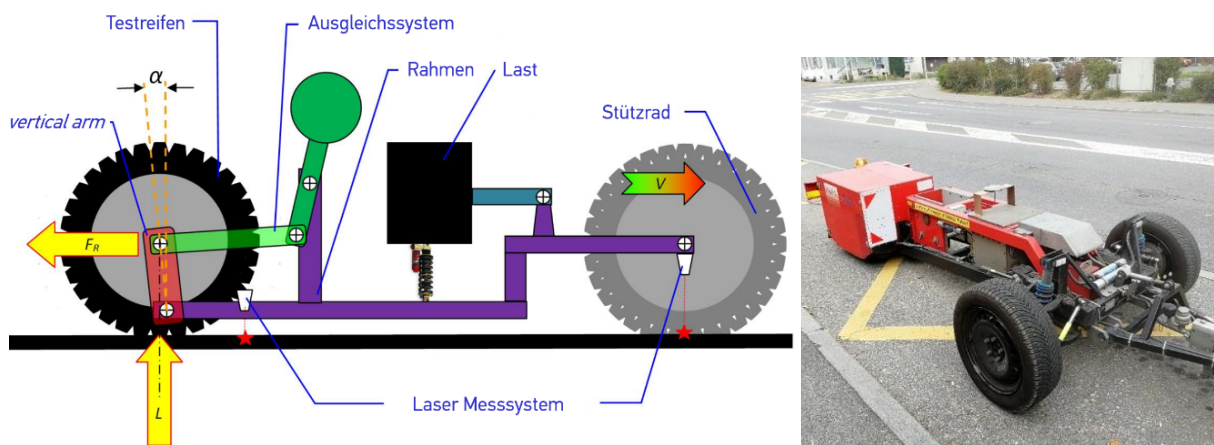 Testreifen
Ausgleichssystem
α
Rahmen
Last
Stützrad
vertical arm
V
F_R
L
Laser Messsystem